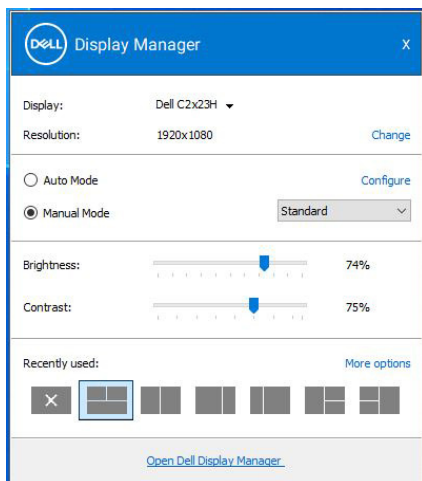 DELL Display Manager X
Display: Dell C2x23H
Resolution: 1920x1080 Change
Auto Mode Configure
Manual Mode Standard
Brightness: 74%
Contrast: 75%
Recently used: More options
Open Dell Display Manager